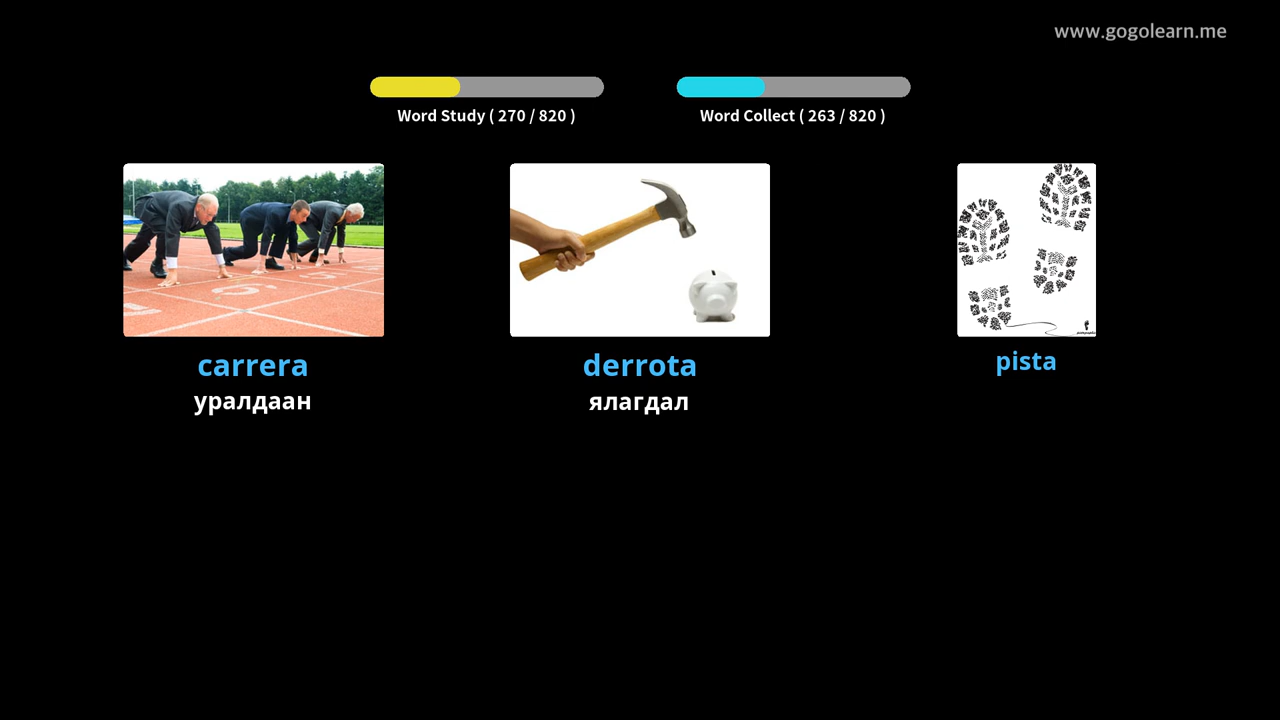 www.gogolearn.me
Word Study ( 270 / 820 )
Word Collect ( 263 / 820 )
carrera
уралдаан
derrota
ялагдал
pista